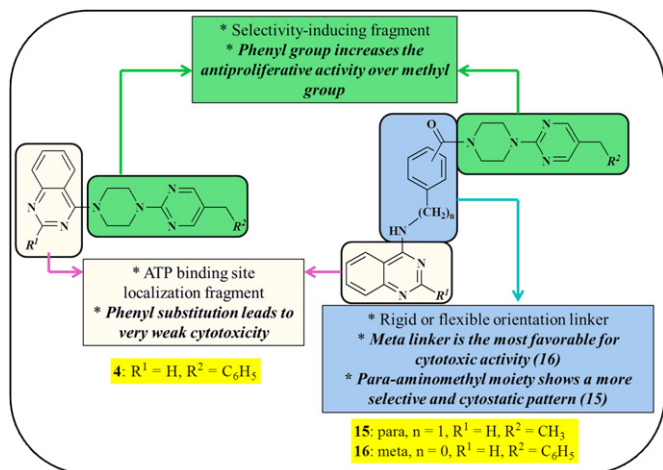 * Selectivity-inducing fragment
* Phenyl group increases the
antiproliferative activity over methyl
group
O
N
N
N
N
R²
N
N
R¹
N
N
N
N
R²
(CH₂)n
HN
N
N
R¹
* ATP binding site
localization fragment
* Phenyl substitution leads to
very weak cytotoxicity
4: R¹ = H, R² = C₆H₅
* Rigid or flexible orientation linker
* Meta linker is the most favorable for
cytotoxic activity (16)
* Para-aminomethyl moiety shows a more
selective and cytostatic pattern (15)
15: para, n = 1, R¹ = H, R² = CH₃
16: meta, n = 0, R¹ = H, R² = C₆H₅